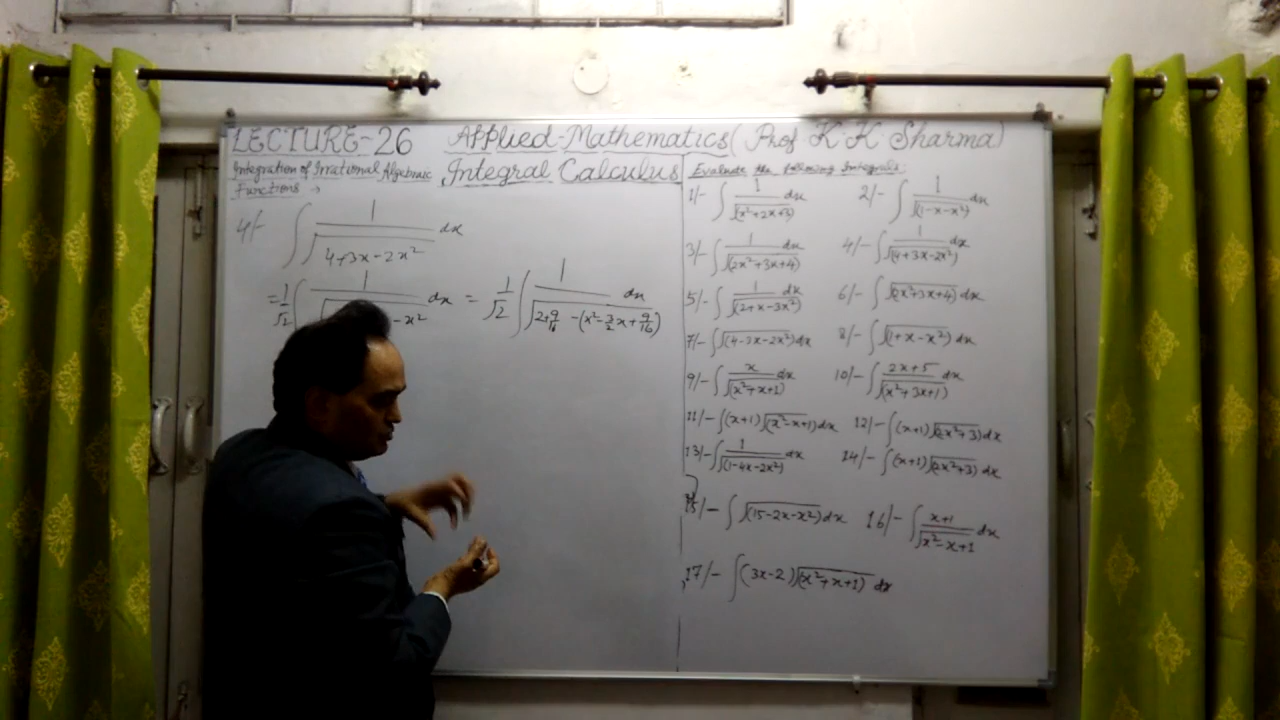 LECTURE-26 Applied-Mathematics (Prof K.K. Sharma)
Integration of Irrational Algebraic Functions → Integral Calculus
4/- ∫ 1/√(4+3x-2x²) dx
= 1/√2 ∫ 1/√( -x²) dx = 1/√2 ∫ 1/√(2+9/16 -(x²-3/2x+9/16)) dx
Evaluate the following Integrals:
1/- ∫ 1/√(x²+2x+3) dx 2/- ∫ 1/√(1-x-x²) dx
3/- ∫ 1/√(2x²+3x+4) dx 4/- ∫ 1/√(4+3x-2x²) dx
5/- ∫ 1/√(2+x-3x²) dx 6/- ∫ √(2x²+3x+4) dx
7/- ∫ √(4-3x-2x²) dx 8/- ∫ √(1+x-x²) dx
9/- ∫ x/√(x²+x+1) dx 10/- ∫ 2x+5/√(x²+3x+1) dx
11/- ∫ (x+1)√(x²-x+1) dx 12/- ∫ (x+1)√(2x²+3) dx
13/- ∫ 1/√(1-4x-2x²) dx 14/- ∫ (x+1)√(2x²+3) dx
15/- ∫ √(15-2x-x²) dx 16/- ∫ x+1/√x²-x+1 dx
17/- ∫ (3x-2)√(x²+x+1) dx